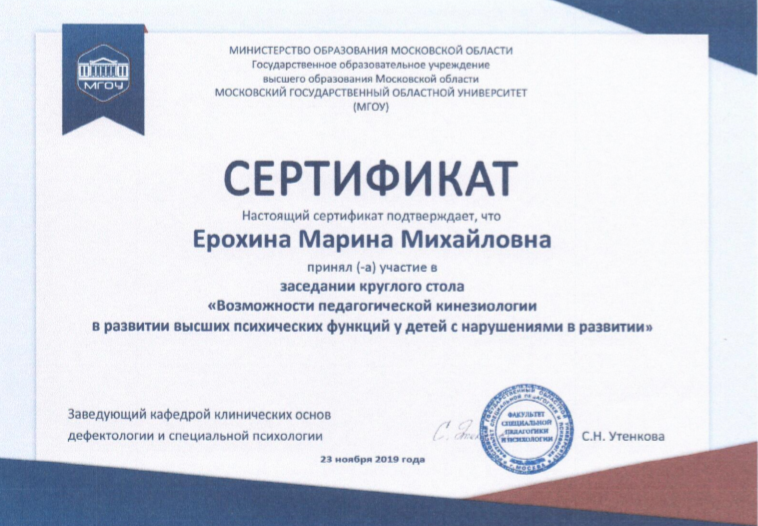 МГОУ
МИНИСТЕРСТВО ОБРАЗОВАНИЯ МОСКОВСКОЙ ОБЛАСТИ
Государственное образовательное учреждение
высшего образования Московской области
МОСКОВСКИЙ ГОСУДАРСТВЕННЫЙ ОБЛАСТНОЙ УНИВЕРСИТЕТ
(МГОУ)
СЕРТИФИКАТ
Настоящий сертификат подтверждает, что
Ерохина Марина Михайловна
принял (-а) участие в
заседании круглого стола
«Возможности педагогической кинезиологии
в развитии высших психических функций у детей с нарушениями в развитии»
Заведующий кафедрой клинических основ
дефектологии и специальной психологии
ФАКУЛЬТЕТ
СПЕЦИАЛЬНОЙ
ПЕДАГОГИКИ
И ПСИХОЛОГИИ
С.Н. Утенкова
23 ноября 2019 года